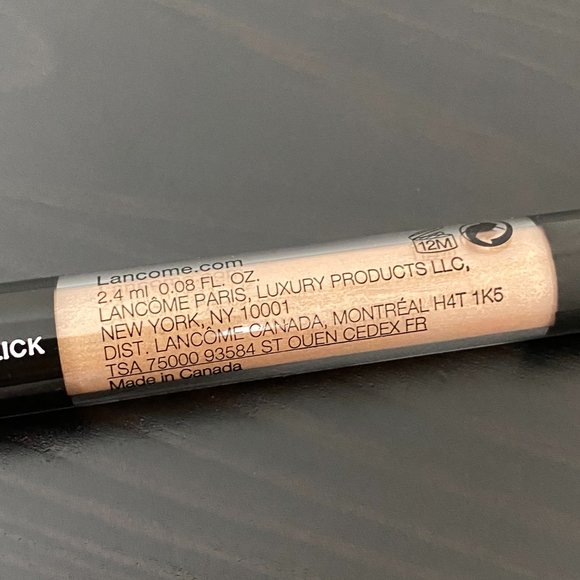 LICK
Lancome.com
2.4 ml 0.08 FL. OZ.
LANCÔME PARIS, LUXURY PRODUCTS LLC,
NEW YORK, NY 10001
DIST. LANCÔME CANADA, MONTRÉAL H4T 1K5
TSA 75000 93584 ST OUEN CEDEX FR
Made in Canada
12M